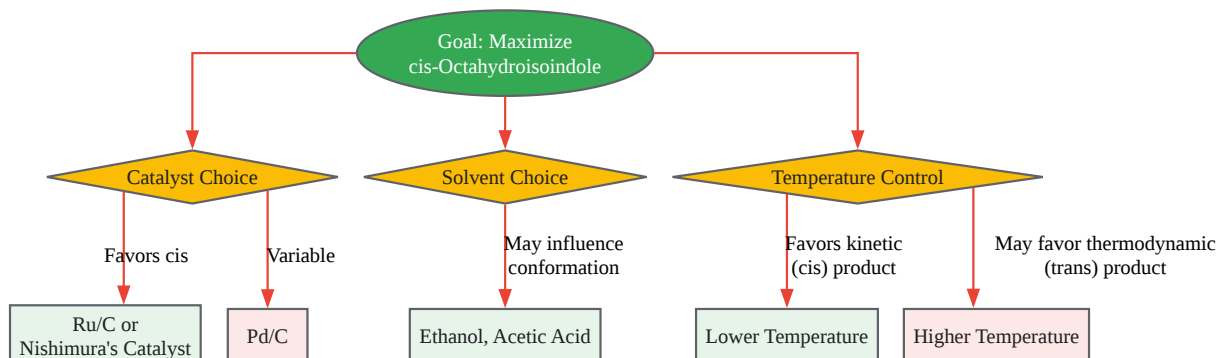 Goal: Maximize
cis-Octahydroisoindole
Catalyst Choice
Solvent Choice
Temperature Control
Favors cis
Variable
May influence
conformation
Favors kinetic
(cis) product
May favor thermodynamic
(trans) product
Ru/C or
Nishimura's Catalyst
Pd/C
Ethanol, Acetic Acid
Lower Temperature
Higher Temperature